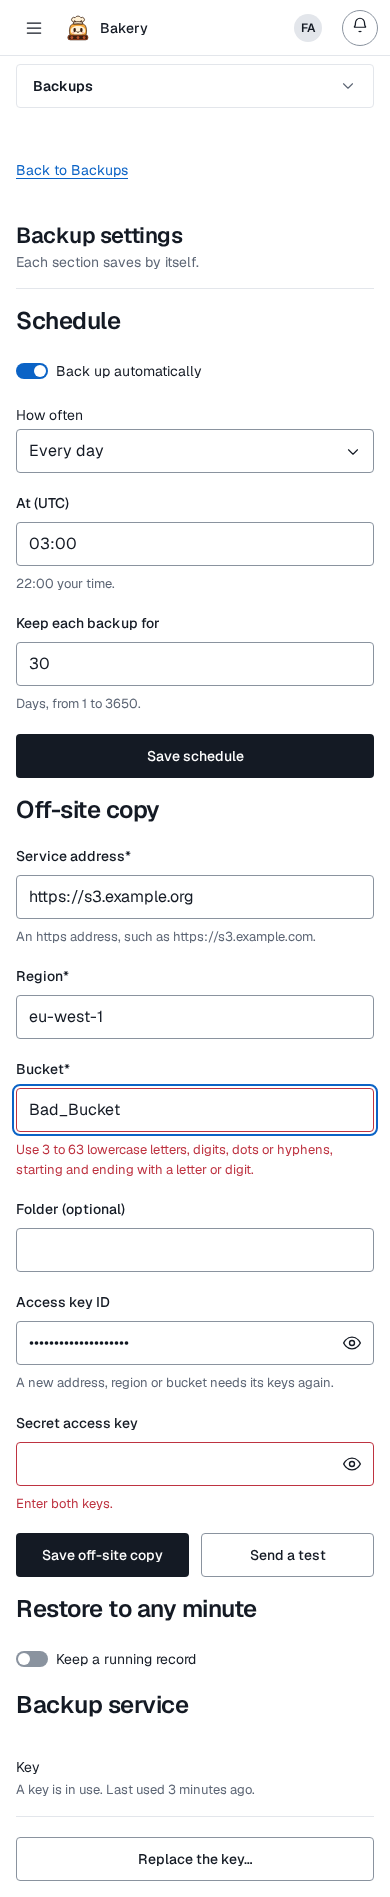 Bakery
FA
Backups
Back to Backups
Backup settings
Each section saves by itself.
Schedule
Back up automatically
How often
Every day
At (UTC)
03:00
22:00 your time.
Keep each backup for
30
Days, from 1 to 3650.
Save schedule
Off-site copy
Service address*
https://s3.example.org
An https address, such as https://s3.example.com.
Region*
eu-west-1
Bucket*
Bad_Bucket
Use 3 to 63 lowercase letters, digits, dots or hyphens,
starting and ending with a letter or digit.
Folder (optional)
Access key ID
••••••••••••••••••••
A new address, region or bucket needs its keys again.
Secret access key
Enter both keys.
Save off-site copy
Send a test
Restore to any minute
Keep a running record
Backup service
Key
A key is in use. Last used 3 minutes ago.
Replace the key...